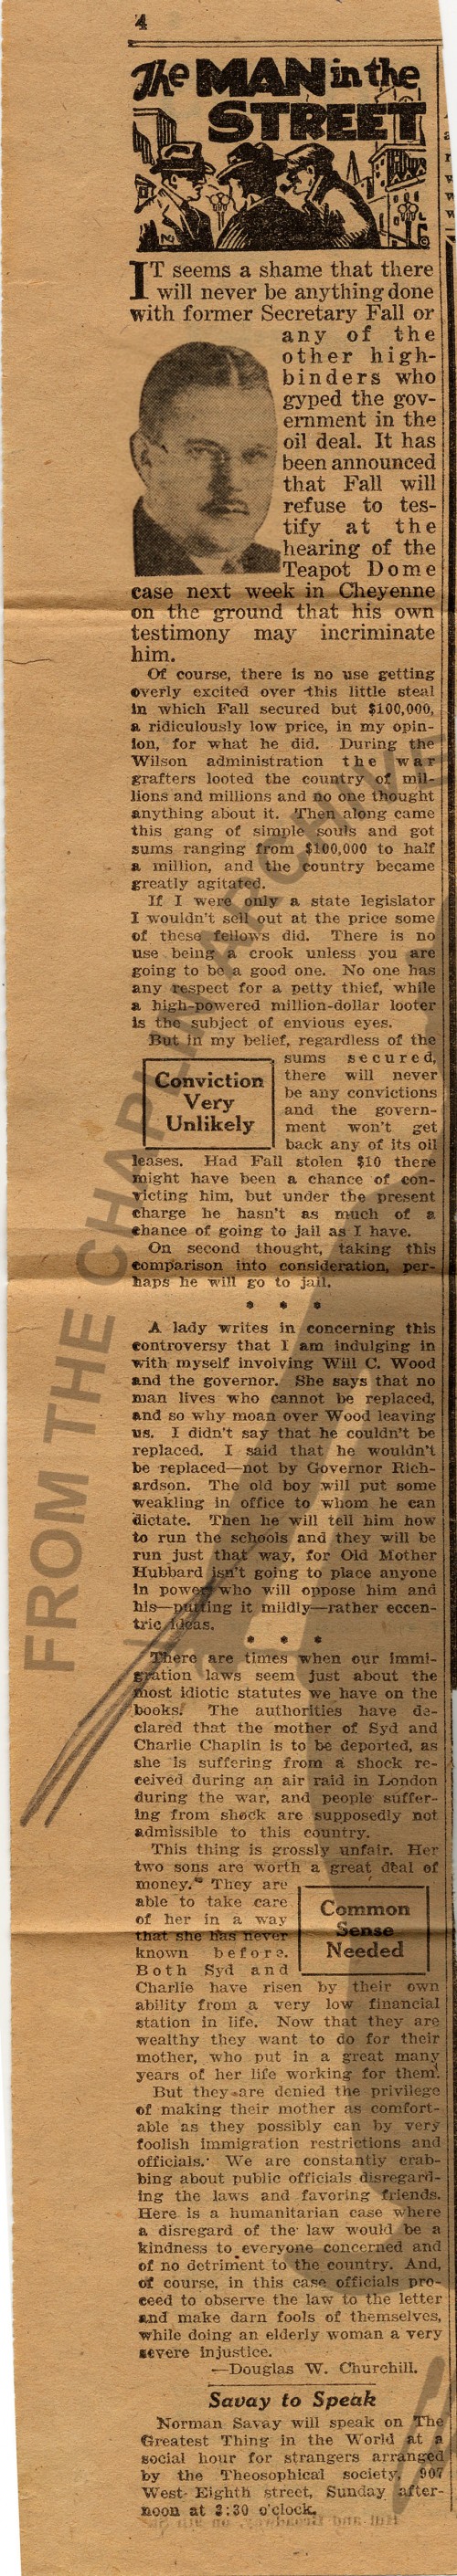 4
The MAN in the
STREET
IT seems a shame that there
will never be anything done
with former Secretary Fall or
any of the
other high-
binders who
gyped the gov-
ernment in the
oil deal. It has
been announced
that Fall will
refuse to tes-
tify at the
hearing of the
Teapot Dome
case next week in Cheyenne
on the ground that his own
testimony may incriminate
him.
Of course, there is no use getting
overly excited over this little steal
in which Fall secured but $100,000,
a ridiculously low price, in my opin-
ion, for what he did. During the
Wilson administration the war
grafters looted the country of mil-
lions and millions and no one thought
anything about it. Then along came
this gang of simple souls and got
sums ranging from $100,000 to half
a million, and the country became
greatly agitated.
If I were only a state legislator
I wouldn't sell out at the price some
of these fellows did. There is no
use being a crook unless you are
going to be a good one. No one has
any respect for a petty thief, while
a high-powered million-dollar looter
is the subject of envious eyes.
But in my belief, regardless of the
Conviction
Very
Unlikely
sums secured,
there will never
be any convictions
and the govern-
ment won't get
back any of its oil
leases. Had Fall stolen $10 there
might have been a chance of con-
victing him, but under the present
charge he hasn't as much of a
chance of going to jail as I have.
On second thought, taking this
comparison into consideration, per-
haps he will go to jail.
* * *
A lady writes in concerning this
controversy that I am indulging in
with myself involving Will C. Wood
and the governor. She says that no
man lives who cannot be replaced,
and so why moan over Wood leaving
us. I didn't say that he couldn't be
replaced. I said that he wouldn't
be replaced—not by Governor Rich-
ardson. The old boy will put some
weakling in office to whom he can
dictate. Then he will tell him how
to run the schools and they will be
run just that way, for Old Mother
Hubbard isn't going to place anyone
in power who will oppose him and
his—putting it mildly—rather eccen-
tric ideas.
* * *
There are times when our immi-
gration laws seem just about the
most idiotic statutes we have on the
books. The authorities have de-
clared that the mother of Syd and
Charlie Chaplin is to be deported, as
she is suffering from a shock re-
ceived during an air raid in London
during the war, and people suffer-
ing from shock are supposedly not
admissible to this country.
This thing is grossly unfair. Her
two sons are worth a great deal of
money. They are
able to take care
of her in a way
that she has never
known before.
Both Syd and
Common
Sense
Needed
Charlie have risen by their own
ability from a very low financial
station in life. Now that they are
wealthy they want to do for their
mother, who put in a great many
years of her life working for them.
But they are denied the privilege
of making their mother as comfort-
able as they possibly can by very
foolish immigration restrictions and
officials. We are constantly crab-
bing about public officials disregard-
ing the laws and favoring friends.
Here is a humanitarian case where
a disregard of the law would be a
kindness to everyone concerned and
of no detriment to the country. And,
of course, in this case officials pro-
ceed to observe the law to the letter
and make darn fools of themselves,
while doing an elderly woman a very
severe injustice.
—Douglas W. Churchill.
Savay to Speak
Norman Savay will speak on The
Greatest Thing in the World at a
social hour for strangers arranged
by the Theosophical society, 907
West Eighth street, Sunday after-
noon at 3:30 o'clock.
FROM THE CHAPLIN ARCHIVE